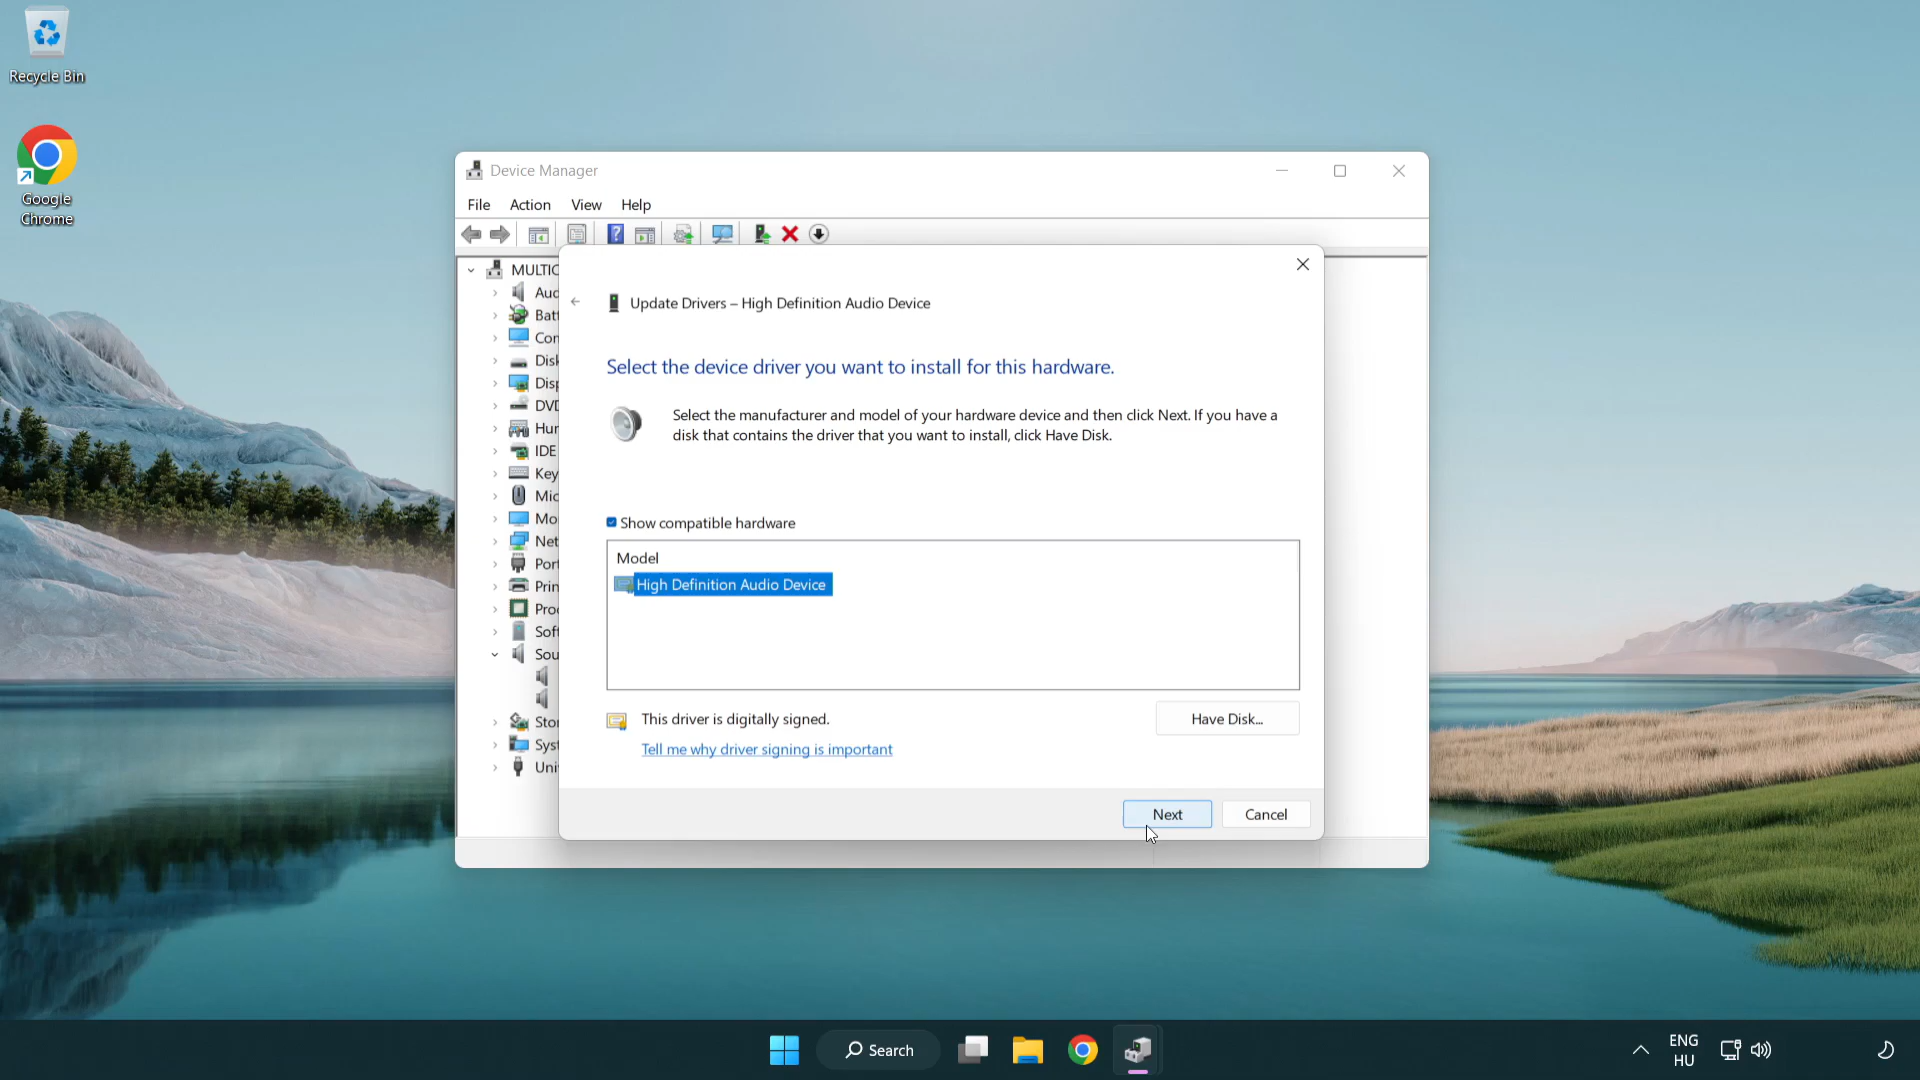 Recycle Bin
Google
Chrome
Device Manager
File Action View Help
MULTIC
Aud
Batt
Con
Disk
Disp
DVD
Hun
IDE
Key
Mic
Mo
Net
Port
Prin
Proc
Soft
Sou
Stor
Syst
Uni
Update Drivers – High Definition Audio Device
Select the device driver you want to install for this hardware.
Select the manufacturer and model of your hardware device and then click Next. If you have a
disk that contains the driver that you want to install, click Have Disk.
Show compatible hardware
Model
High Definition Audio Device
This driver is digitally signed.
Have Disk...
Tell me why driver signing is important
Next
Cancel
Search
ENG
HU